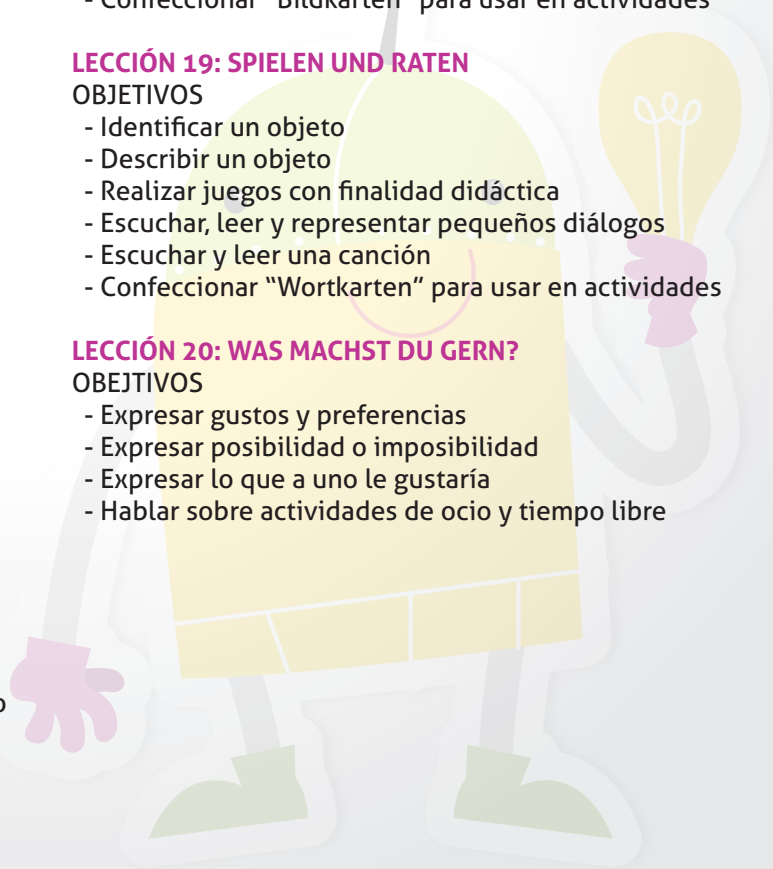 - Confeccionar “Bildkarten” para usar en actividades
LECCIÓN 19: SPIELEN UND RATEN
OBJETIVOS
- Identificar un objeto
- Describir un objeto
- Realizar juegos con finalidad didáctica
- Escuchar, leer y representar pequeños diálogos
- Escuchar y leer una canción
- Confeccionar “Wortkarten” para usar en actividades
LECCIÓN 20: WAS MACHST DU GERN?
OBEJTIVOS
- Expresar gustos y preferencias
- Expresar posibilidad o imposibilidad
- Expresar lo que a uno le gustaría
- Hablar sobre actividades de ocio y tiempo libre